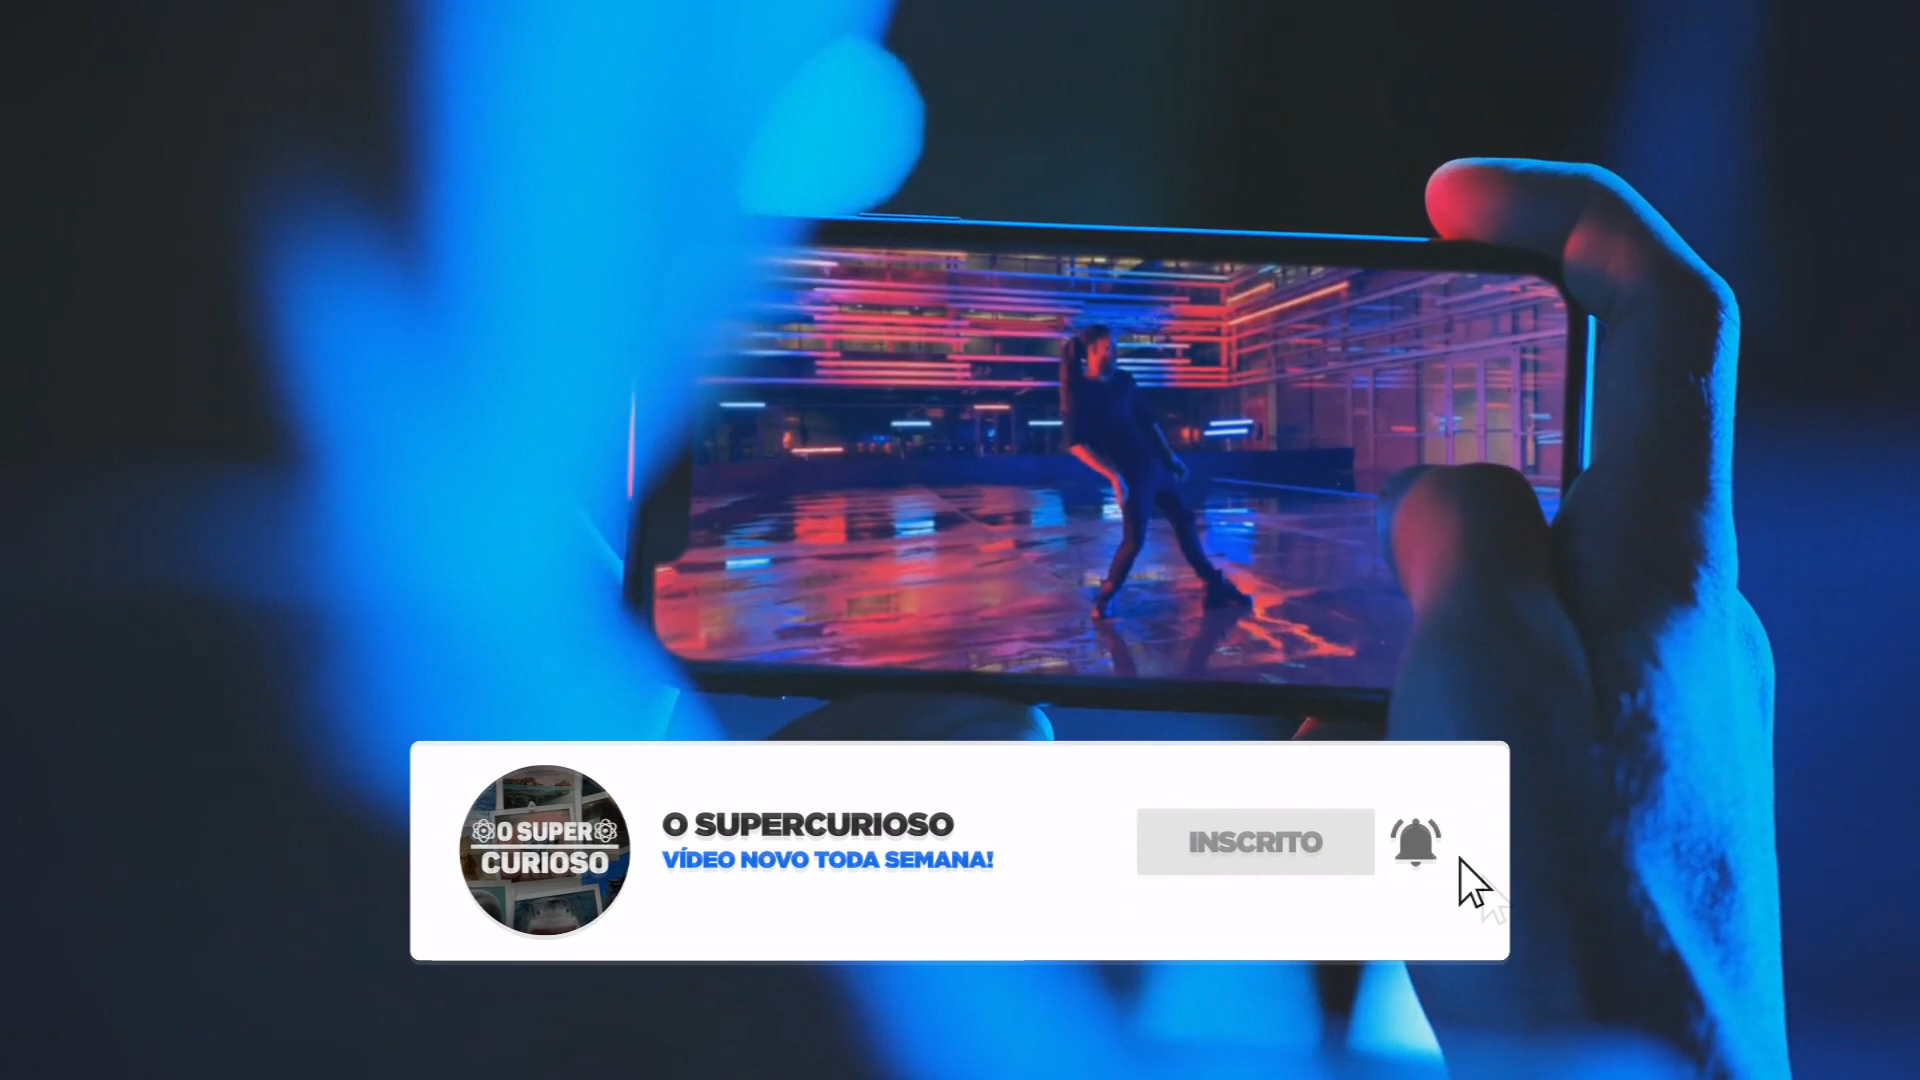 O SUPER
CURIOSO
O SUPERCURIOSO
VÍDEO NOVO TODA SEMANA!
INSCRITO